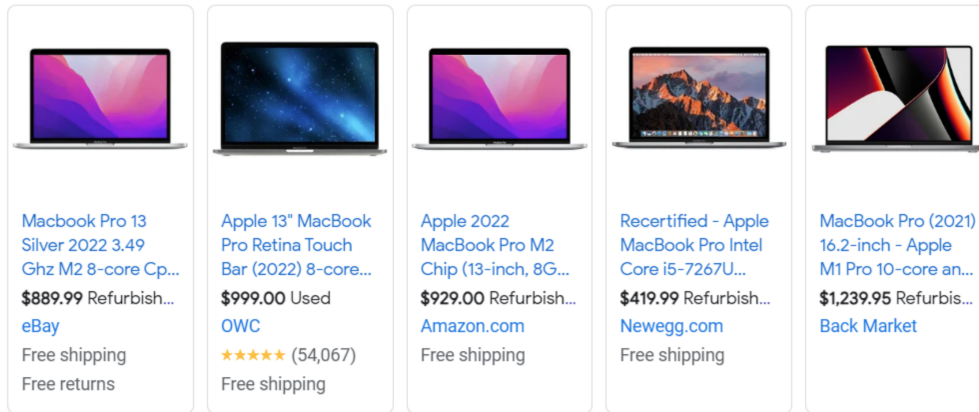 Macbook Pro 13
Silver 2022 3.49
Ghz M2 8-core Cp...
$889.99 Refurbish...
eBay
Free shipping
Free returns
Apple 13" MacBook
Pro Retina Touch
Bar (2022) 8-core...
$999.00 Used
OWC
★★★★★ (54,067)
Free shipping
Apple 2022
MacBook Pro M2
Chip (13-inch, 8G...
$929.00 Refurbish...
Amazon.com
Free shipping
Recertified - Apple
MacBook Pro Intel
Core i5-7267U...
$419.99 Refurbish...
Newegg.com
Free shipping
MacBook Pro (2021)
16.2-inch - Apple
M1 Pro 10-core an...
$1,239.95 Refurbis...
Back Market